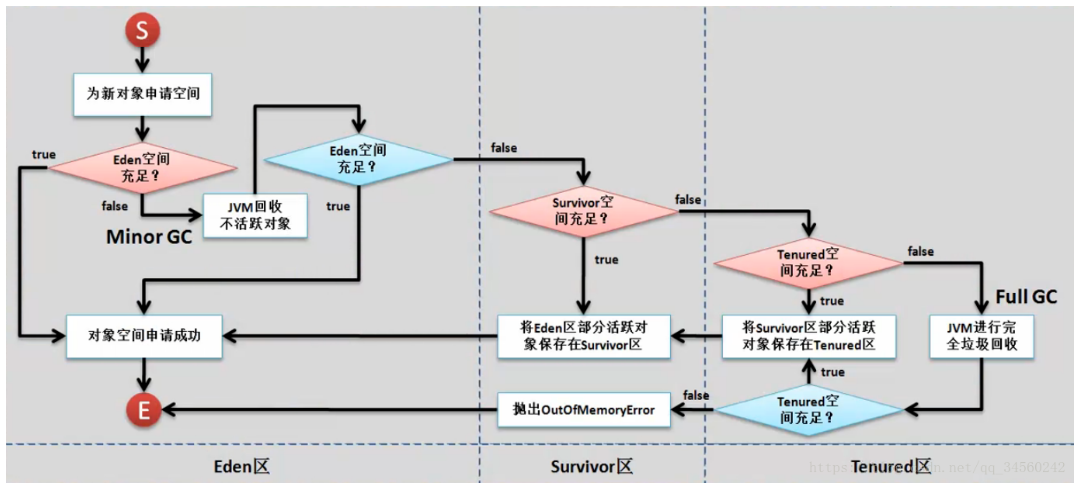 S
为新对象申请空间
true
Eden空间
充足？
false
Minor GC
JVM回收
不活跃对象
Eden空间
充足？
true
false
Survivor空
间充足？
false
true
Tenured空
间充足？
false
true
Full GC
JVM进行完
全垃圾回收
对象空间申请成功
将Eden区部分活跃对
象保存在Survivor区
将Survivor区部分活跃
对象保存在Tenured区
true
Tenured空
间充足？
false
抛出OutOfMemoryError
E
Eden区
Survivor区
Tenured区